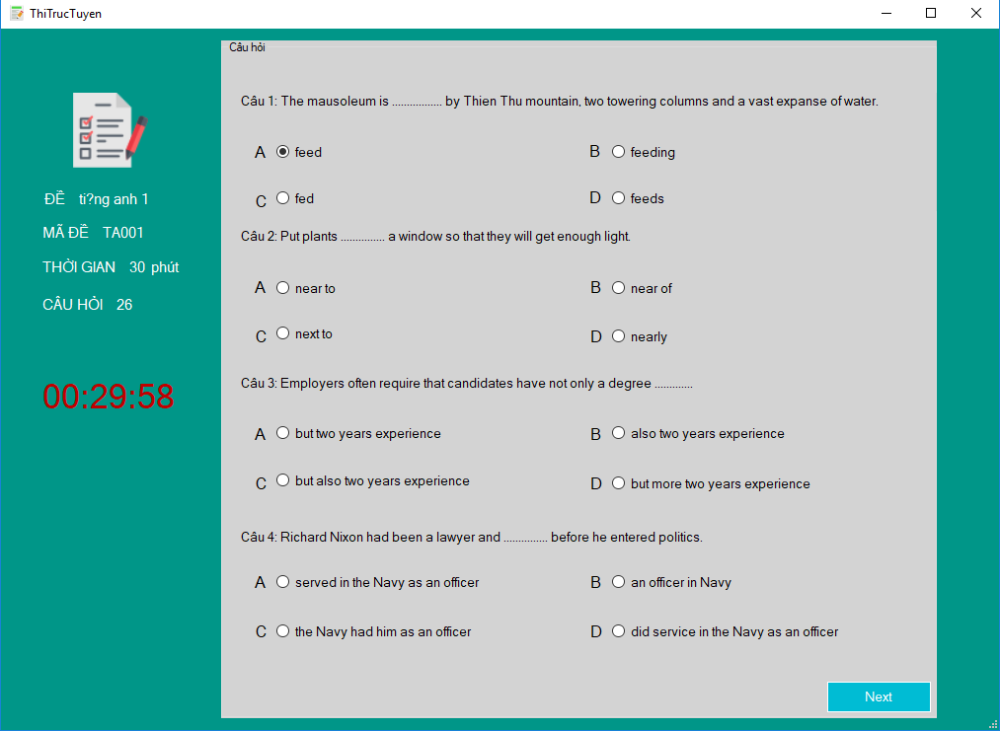 ThiTrucTuyen
Câu hỏi
ĐỀ ti?ng anh 1
MÃ ĐỀ TA001
THỜI GIAN 30 phút
CÂU HỎI 26
00:29:58
Câu 1: The mausoleum is ................. by Thien Thu mountain, two towering columns and a vast expanse of water.
A feed B feeding
C fed D feeds
Câu 2: Put plants ............... a window so that they will get enough light.
A near to B near of
C next to D nearly
Câu 3: Employers often require that candidates have not only a degree .............
A but two years experience B also two years experience
C but also two years experience D but more two years experience
Câu 4: Richard Nixon had been a lawyer and ............... before he entered politics.
A served in the Navy as an officer B an officer in Navy
C the Navy had him as an officer D did service in the Navy as an officer
Next